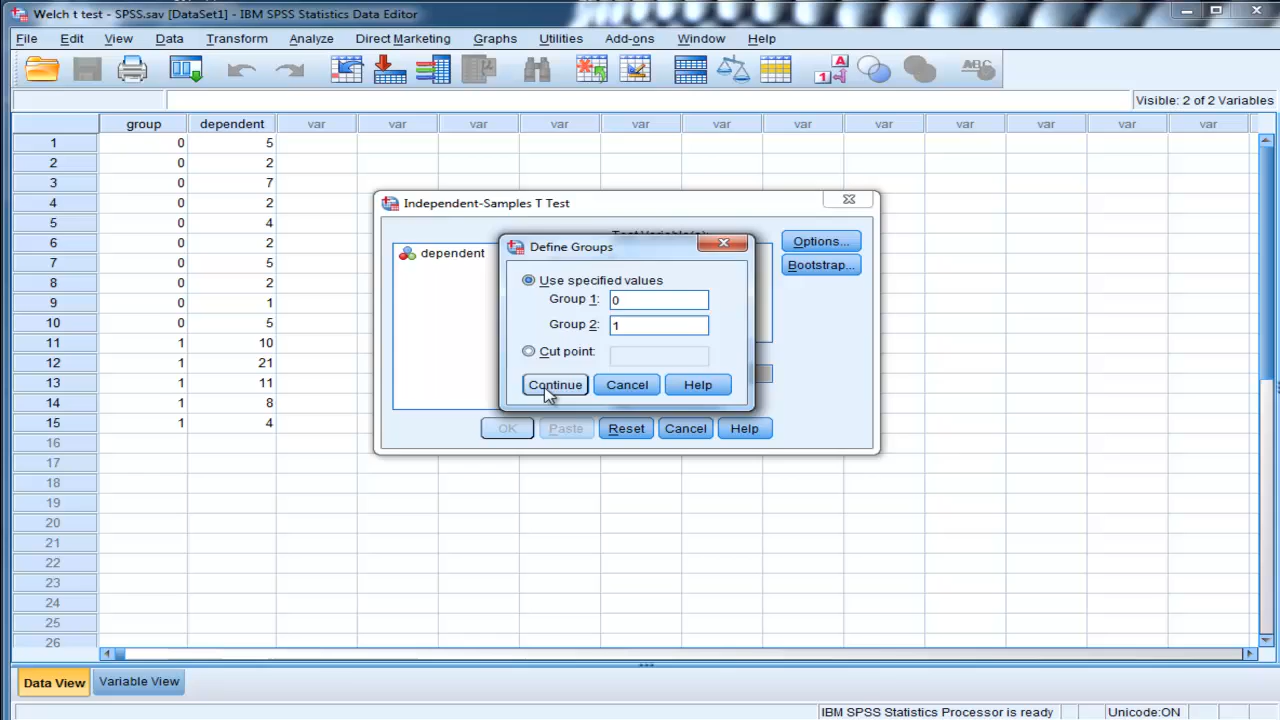 Welch t test - SPSS.sav [DataSet1] - IBM SPSS Statistics Data Editor
File Edit View Data Transform Analyze Direct Marketing Graphs Utilities Add-ons Window Help
Visible: 2 of 2 Variables
group dependent var var var var var var var var var var var var
1 0 5
2 0 2
3 0 7
4 0 2
5 0 4
6 0 2
7 0 5
8 0 2
9 0 1
10 0 5
11 1 10
12 1 21
13 1 11
14 1 8
15 1 4
16
17
18
19
20
21
22
23
24
25
26
Independent-Samples T Test
dependent
Options...
Bootstrap...
Define Groups
Use specified values
Group 1: 0
Group 2: 1
Cut point:
Continue Cancel Help
OK Paste Reset Cancel Help
Data View Variable View
IBM SPSS Statistics Processor is ready Unicode:ON